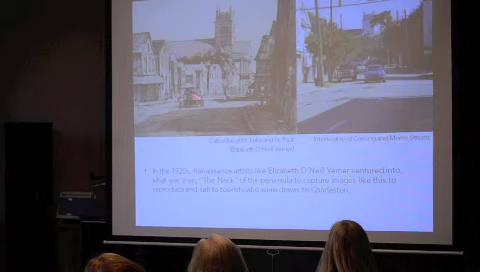 Cathedral of St. John and St. Paul
(Elizabeth O'Neill Verner)
Intersection of Coming and Morris Streets
• In the 1920s, Renaissance artists like Elizabeth O'Neill Verner ventured into,
what was then, "The Neck" of the peninsula to capture images like this to
reproduce and sell to tourists who were drawn to Charleston.